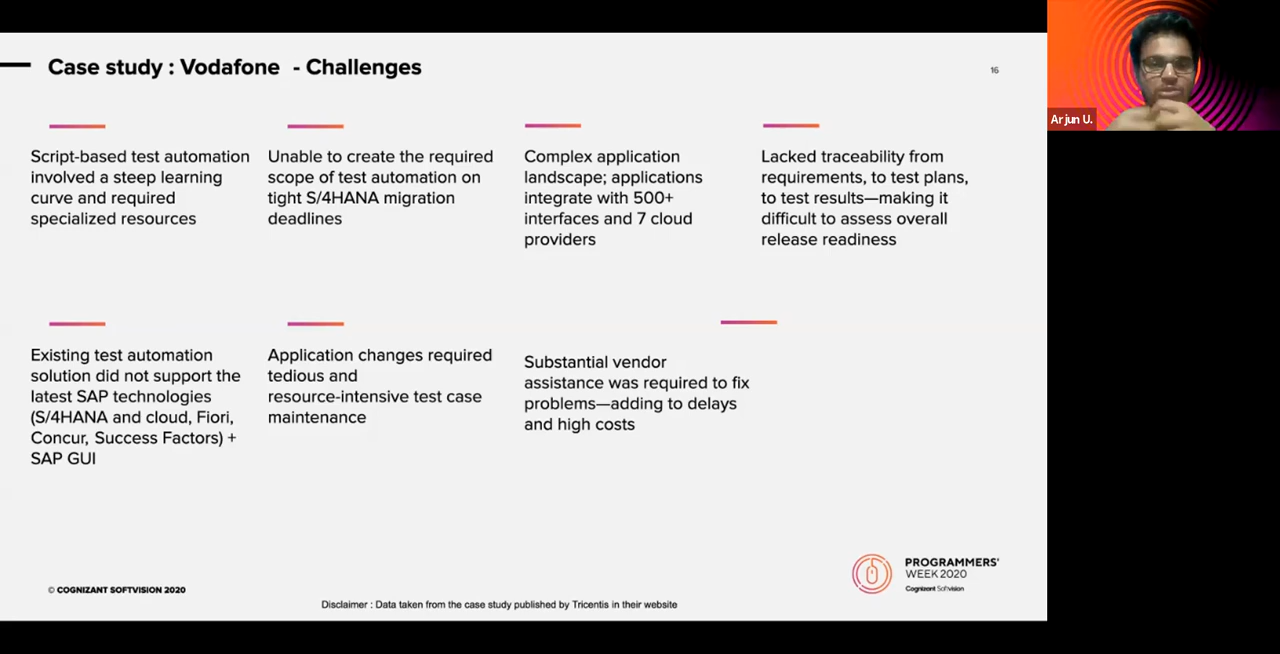 Case study : Vodafone - Challenges
16
Arjun U.
Script-based test automation
involved a steep learning
curve and required
specialized resources
Unable to create the required
scope of test automation on
tight S/4HANA migration
deadlines
Complex application
landscape; applications
integrate with 500+
interfaces and 7 cloud
providers
Lacked traceability from
requirements, to test plans,
to test results—making it
difficult to assess overall
release readiness
Existing test automation
solution did not support the
latest SAP technologies
(S/4HANA and cloud, Fiori,
Concur, Success Factors) +
SAP GUI
Application changes required
tedious and
resource-intensive test case
maintenance
Substantial vendor
assistance was required to fix
problems—adding to delays
and high costs
PROGRAMMERS'
WEEK 2020
Cognizant Softvision
© COGNIZANT SOFTVISION 2020
Disclaimer : Data taken from the case study published by Tricentis in their website